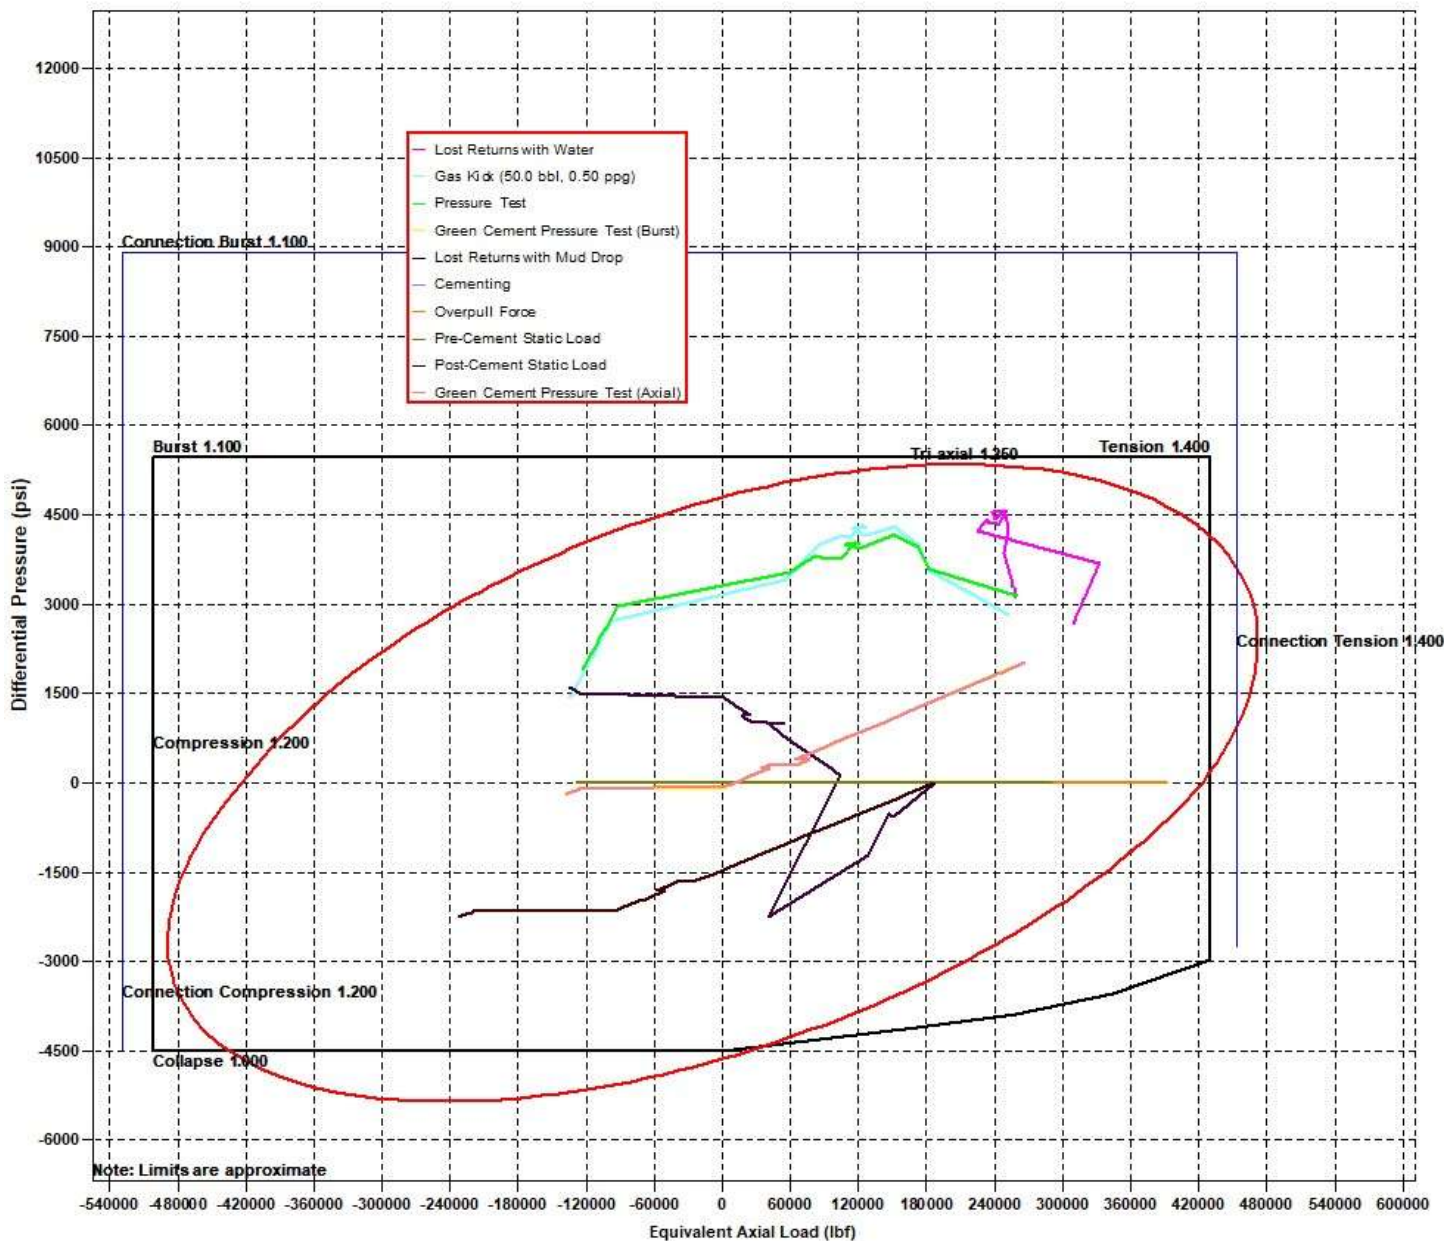 12000
10500
9000
7500
6000
4500
3000
1500
0
-1500
-3000
-4500
-6000
Differential Pressure (psi)
Lost Returns with Water
Gas Kick (50.0 bbl, 0.50 ppg)
Pressure Test
Green Cement Pressure Test (Burst)
Lost Returns with Mud Drop
Cementing
Overpull Force
Pre-Cement Static Load
Post-Cement Static Load
Green Cement Pressure Test (Axial)
Connection Burst 1.100
Burst 1.100
Tri-axial 1.250
Tension 1.400
Connection Tension 1.400
Compression 1.200
Connection Compression 1.200
Collapse 1.000
Note: Limits are approximate
-540000 -480000 -420000 -360000 -300000 -240000 -180000 -120000 -60000 0 60000 120000 180000 240000 300000 360000 420000 480000 540000 600000
Equivalent Axial Load (lbf)